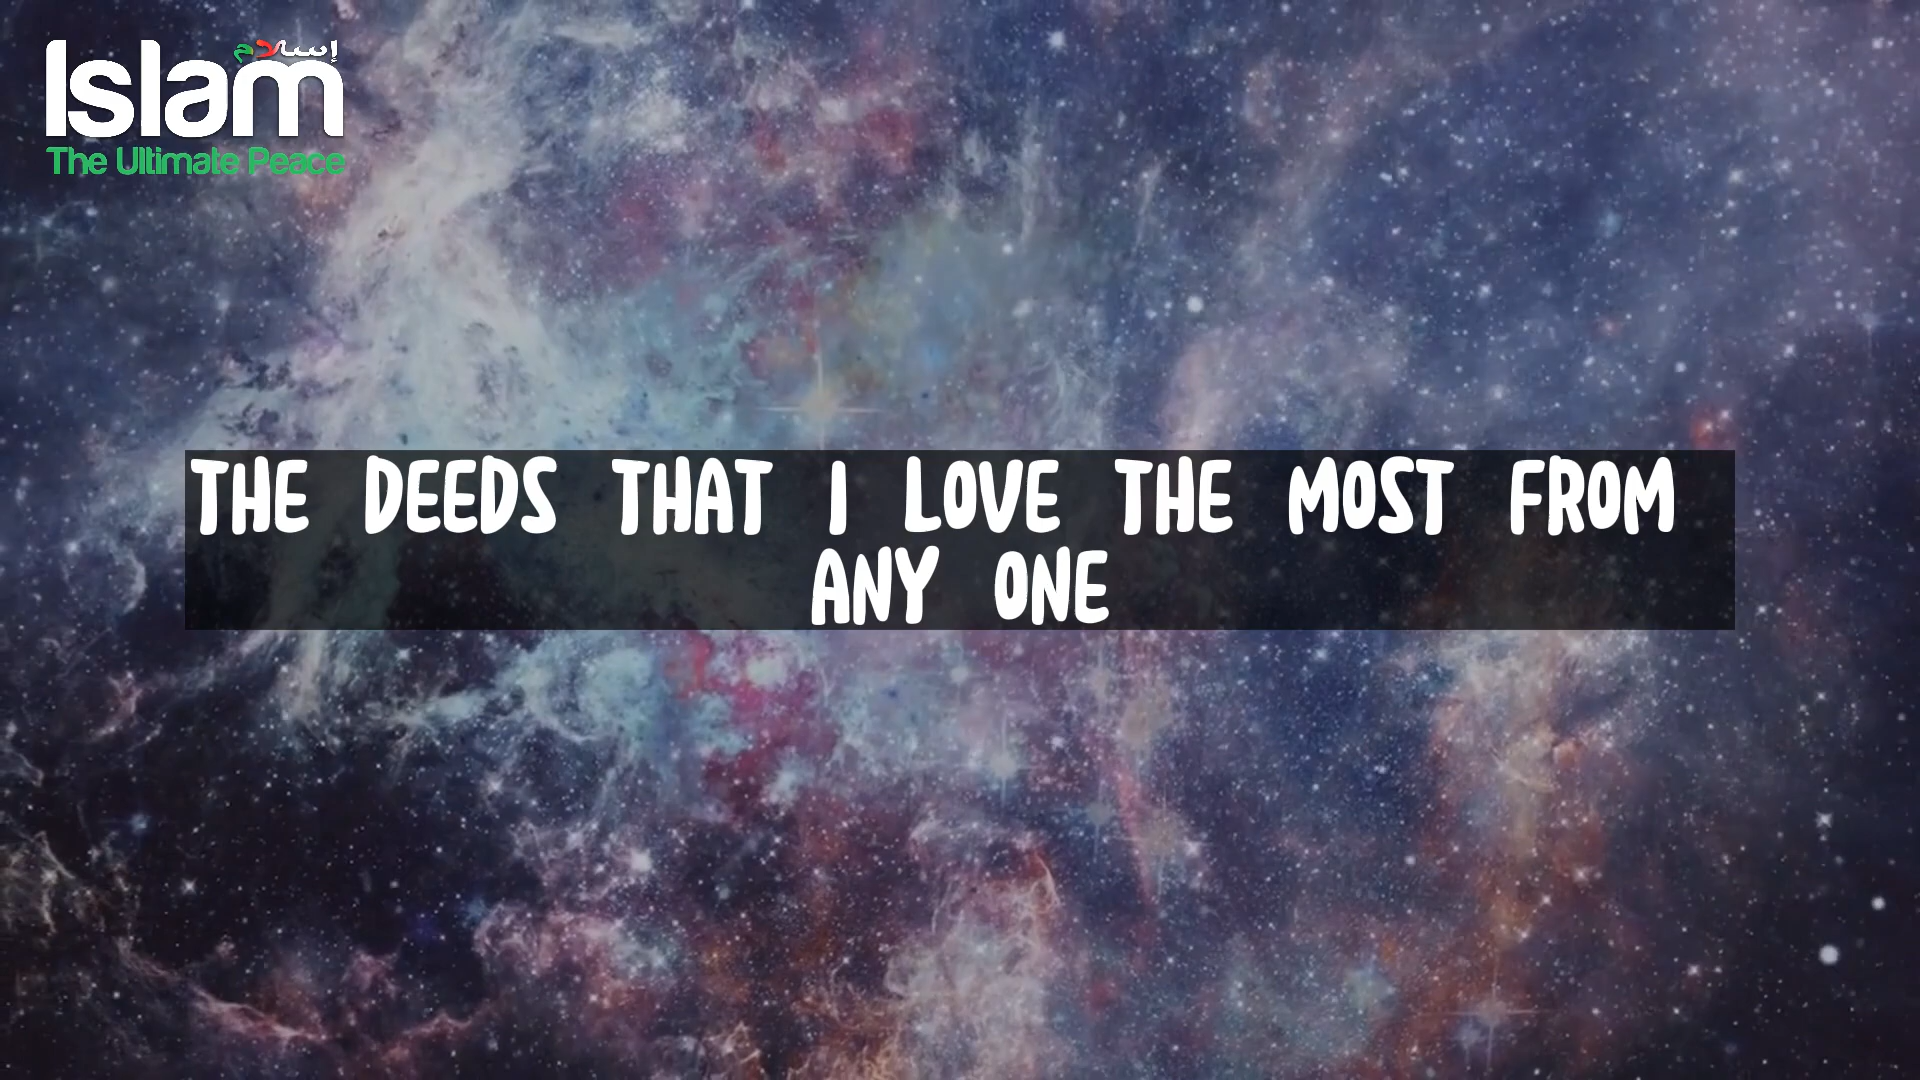 إسلام
Islam
The Ultimate Peace
THE DEEDS THAT I LOVE THE MOST FROM
ANY ONE